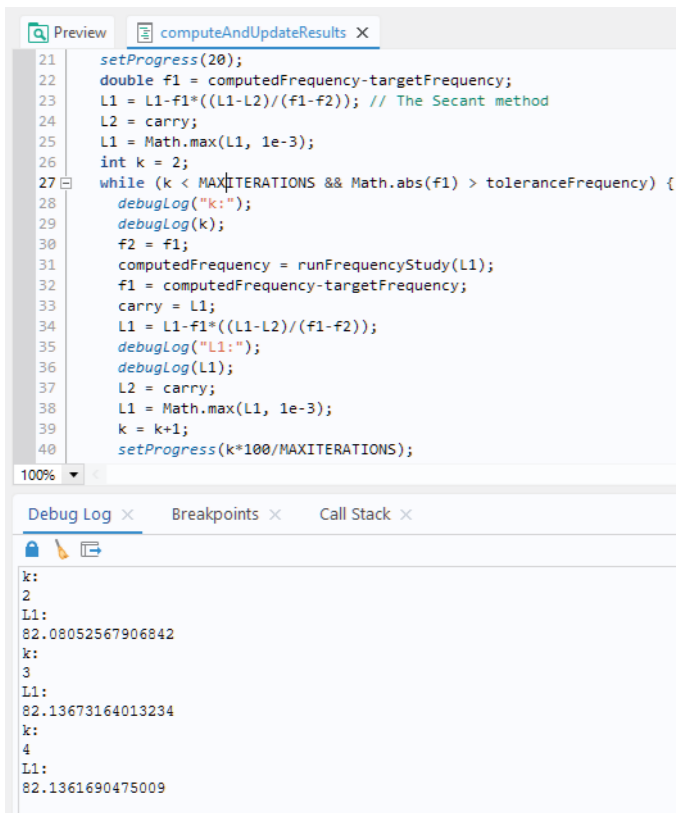 Preview computeAndUpdateResults X
21 setProgress(20);
22 double f1 = computedFrequency-targetFrequency;
23 L1 = L1-f1*((L1-L2)/(f1-f2)); // The Secant method
24 L2 = carry;
25 L1 = Math.max(L1, 1e-3);
26 int k = 2;
27 while (k < MAXITERATIONS && Math.abs(f1) > toleranceFrequency) {
28 debugLog("k:");
29 debugLog(k);
30 f2 = f1;
31 computedFrequency = runFrequencyStudy(L1);
32 f1 = computedFrequency-targetFrequency;
33 carry = L1;
34 L1 = L1-f1*((L1-L2)/(f1-f2));
35 debugLog("L1:");
36 debugLog(L1);
37 L2 = carry;
38 L1 = Math.max(L1, 1e-3);
39 k = k+1;
40 setProgress(k*100/MAXITERATIONS);
100%
Debug Log × Breakpoints × Call Stack ×
k:
2
L1:
82.08052567906842
k:
3
L1:
82.13673164013234
k:
4
L1:
82.1361690475009